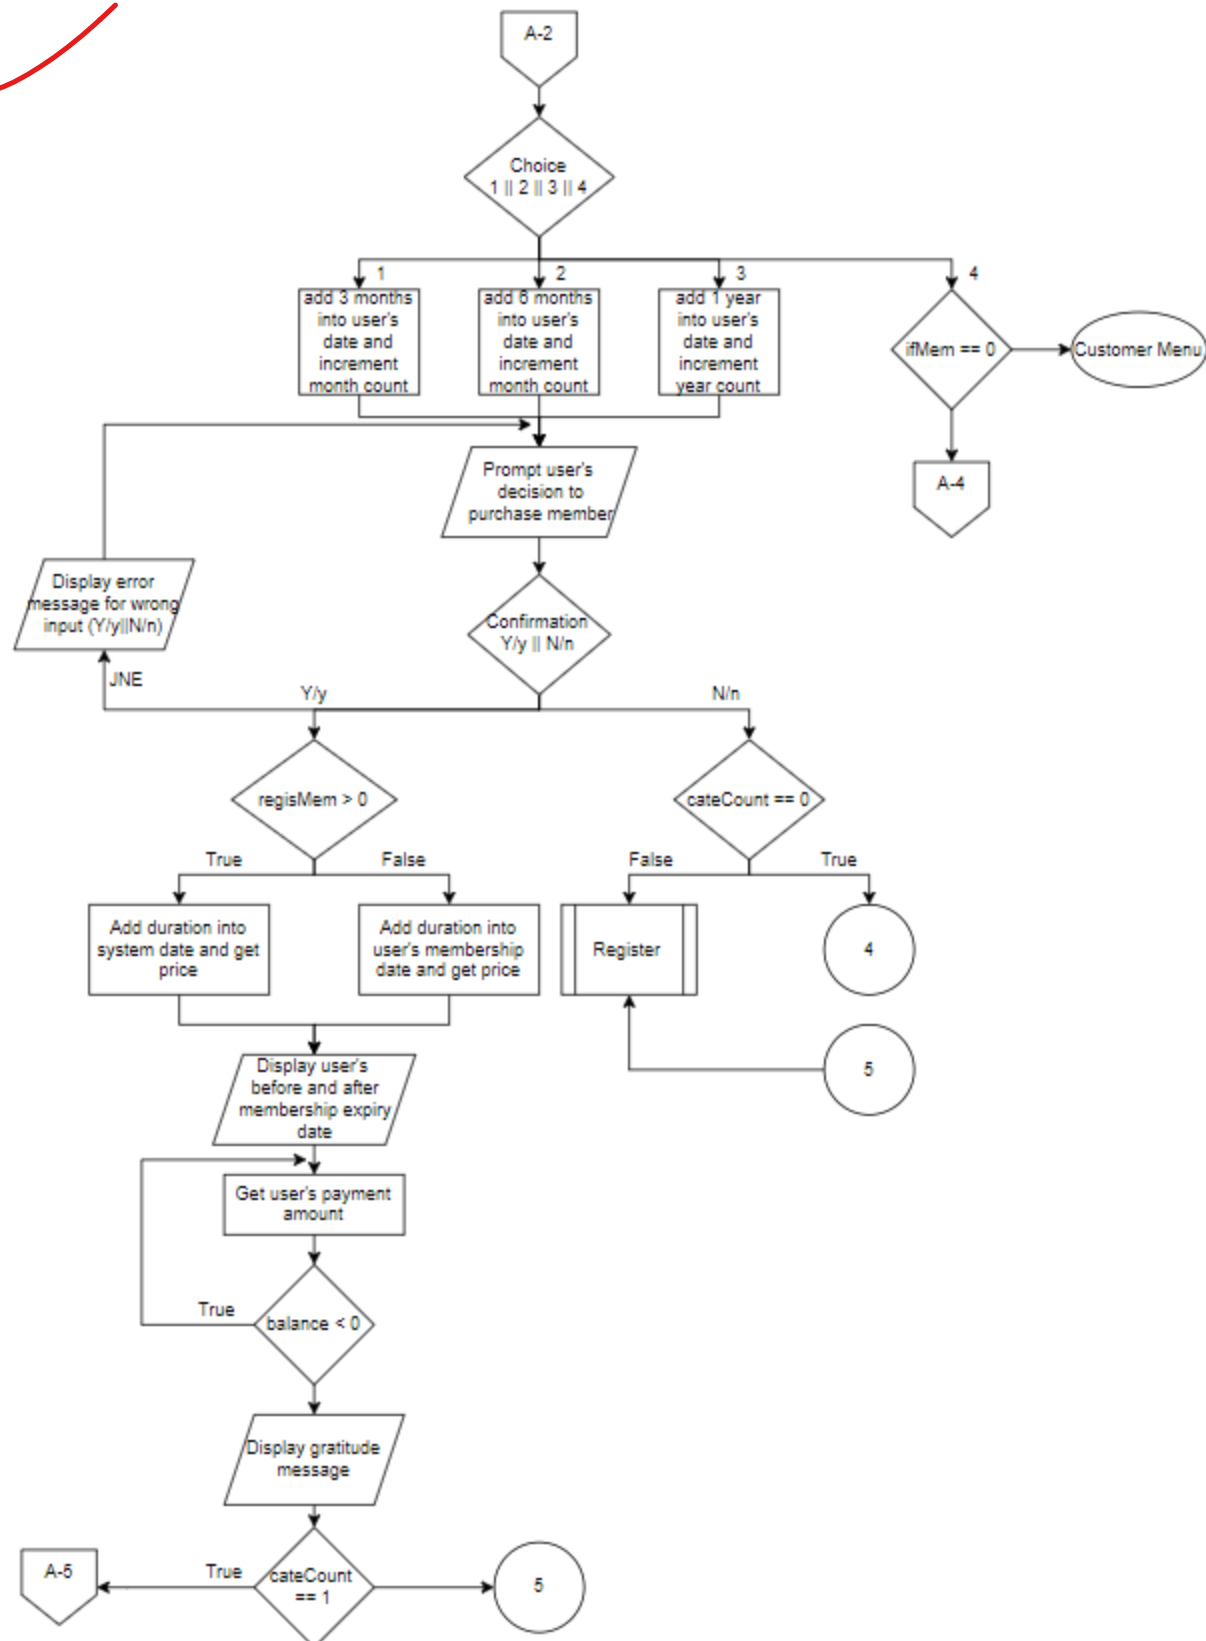 A-2
Choice
1 || 2 || 3 || 4
1
2
3
4
add 3 months
into user's
date and
increment
month count
add 6 months
into user's
date and
increment
month count
add 1 year
into user's
date and
increment
year count
ifMem == 0
Customer Menu
A-4
Prompt user's
decision to
purchase member
Display error
message for wrong
input (Y/y||N/n)
Confirmation
Y/y || N/n
JNE
Y/y
N/n
regisMem > 0
cateCount == 0
True
False
False
True
Add duration into
system date and get
price
Add duration into
user's membership
date and get price
Register
4
5
Display user's
before and after
membership expiry
date
Get user's payment
amount
True
balance < 0
Display gratitude
message
A-5
True
cateCount
== 1
5